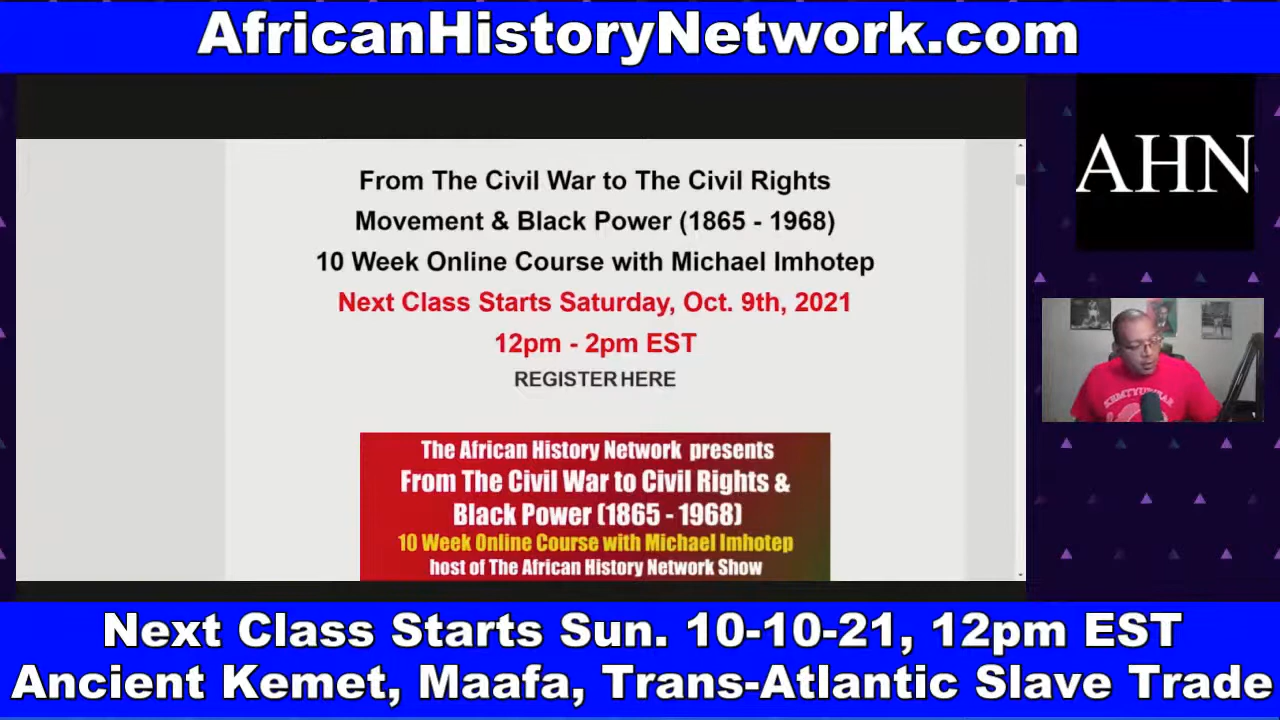 AfricanHistoryNetwork.com
AHN
From The Civil War to The Civil Rights
Movement & Black Power (1865 - 1968)
10 Week Online Course with Michael Imhotep
Next Class Starts Saturday, Oct. 9th, 2021
12pm - 2pm EST
REGISTER HERE
The African History Network presents
From The Civil War to Civil Rights &
Black Power (1865 - 1968)
10 Week Online Course with Michael Imhotep
host of The African History Network Show
Next Class Starts Sun. 10-10-21, 12pm EST
Ancient Kemet, Maafa, Trans-Atlantic Slave Trade